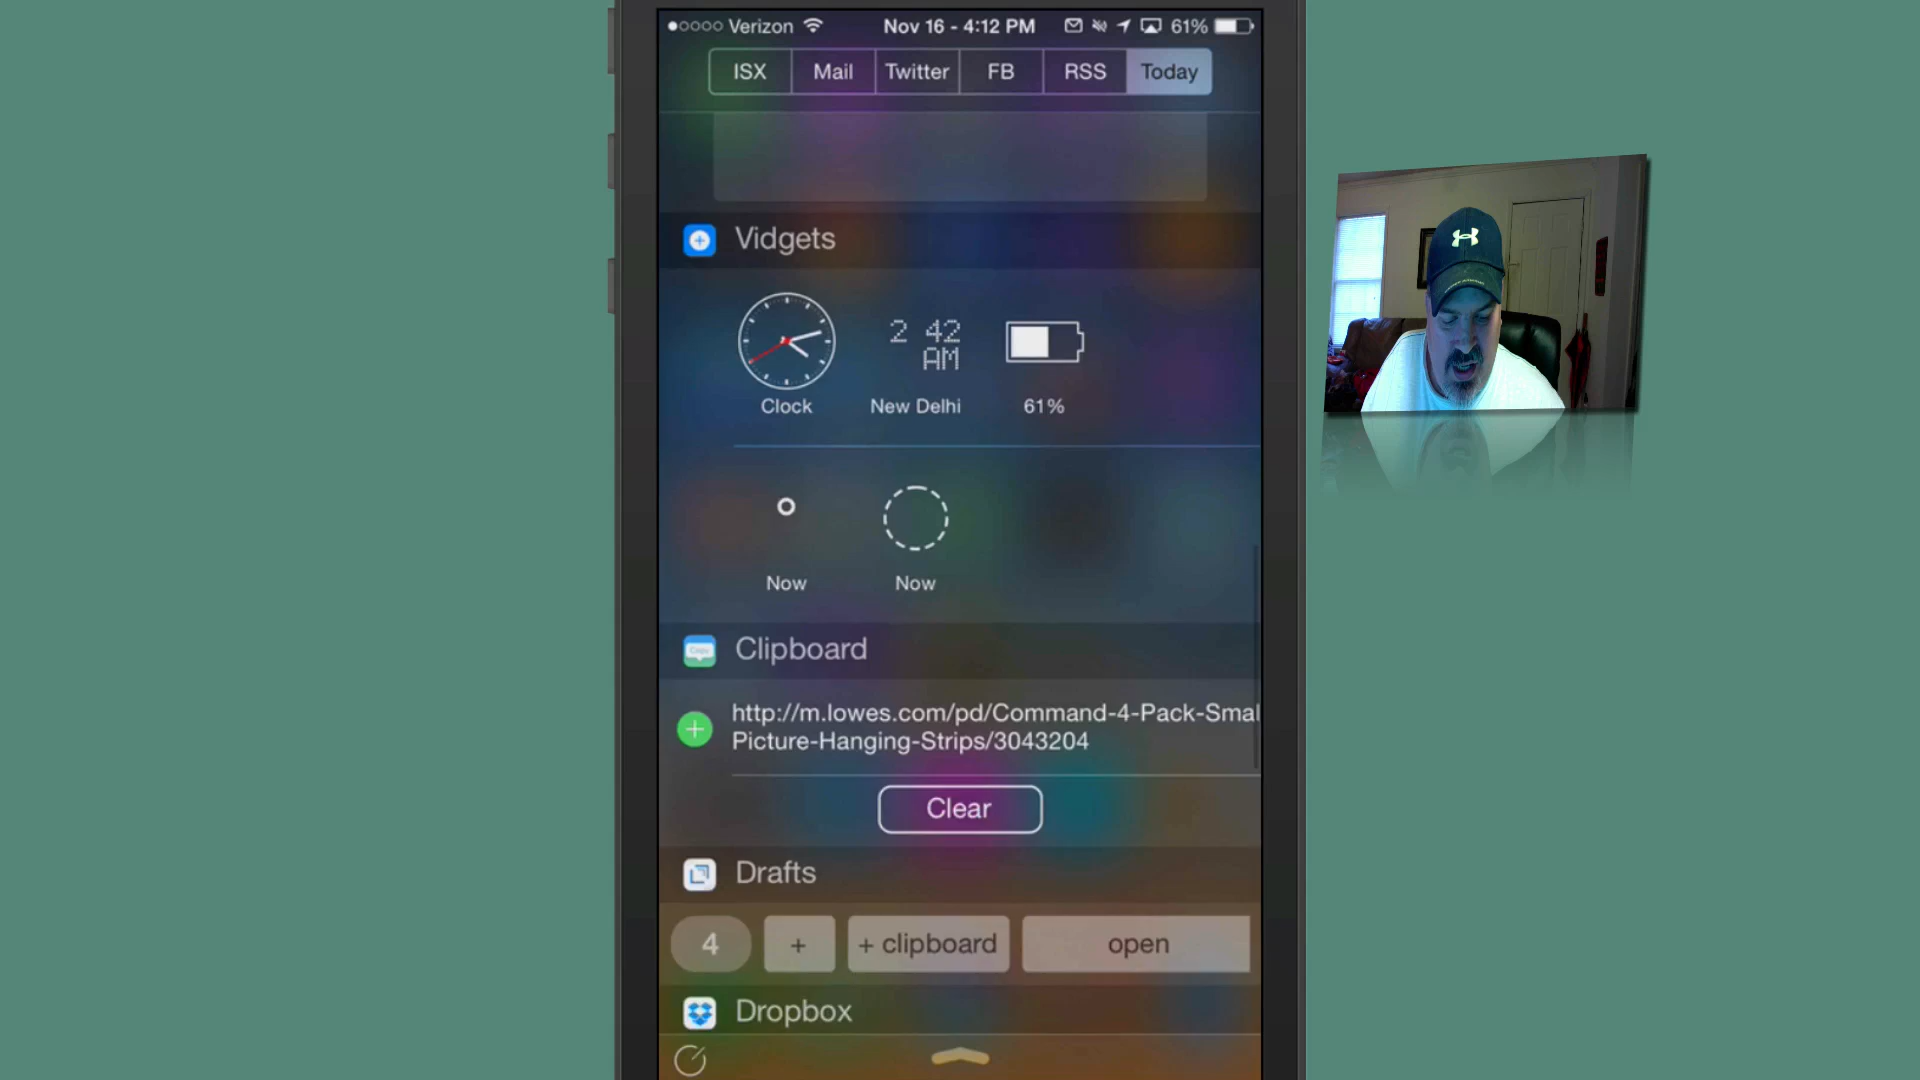 Verizon Nov 16 - 4:12 PM 61%
ISX Mail Twitter FB RSS Today
Vidgets
2 42
AM
Clock New Delhi 61%
Now Now
Clipboard
http://m.lowes.com/pd/Command-4-Pack-Smal
Picture-Hanging-Strips/3043204
Clear
Drafts
4 + + clipboard open
Dropbox